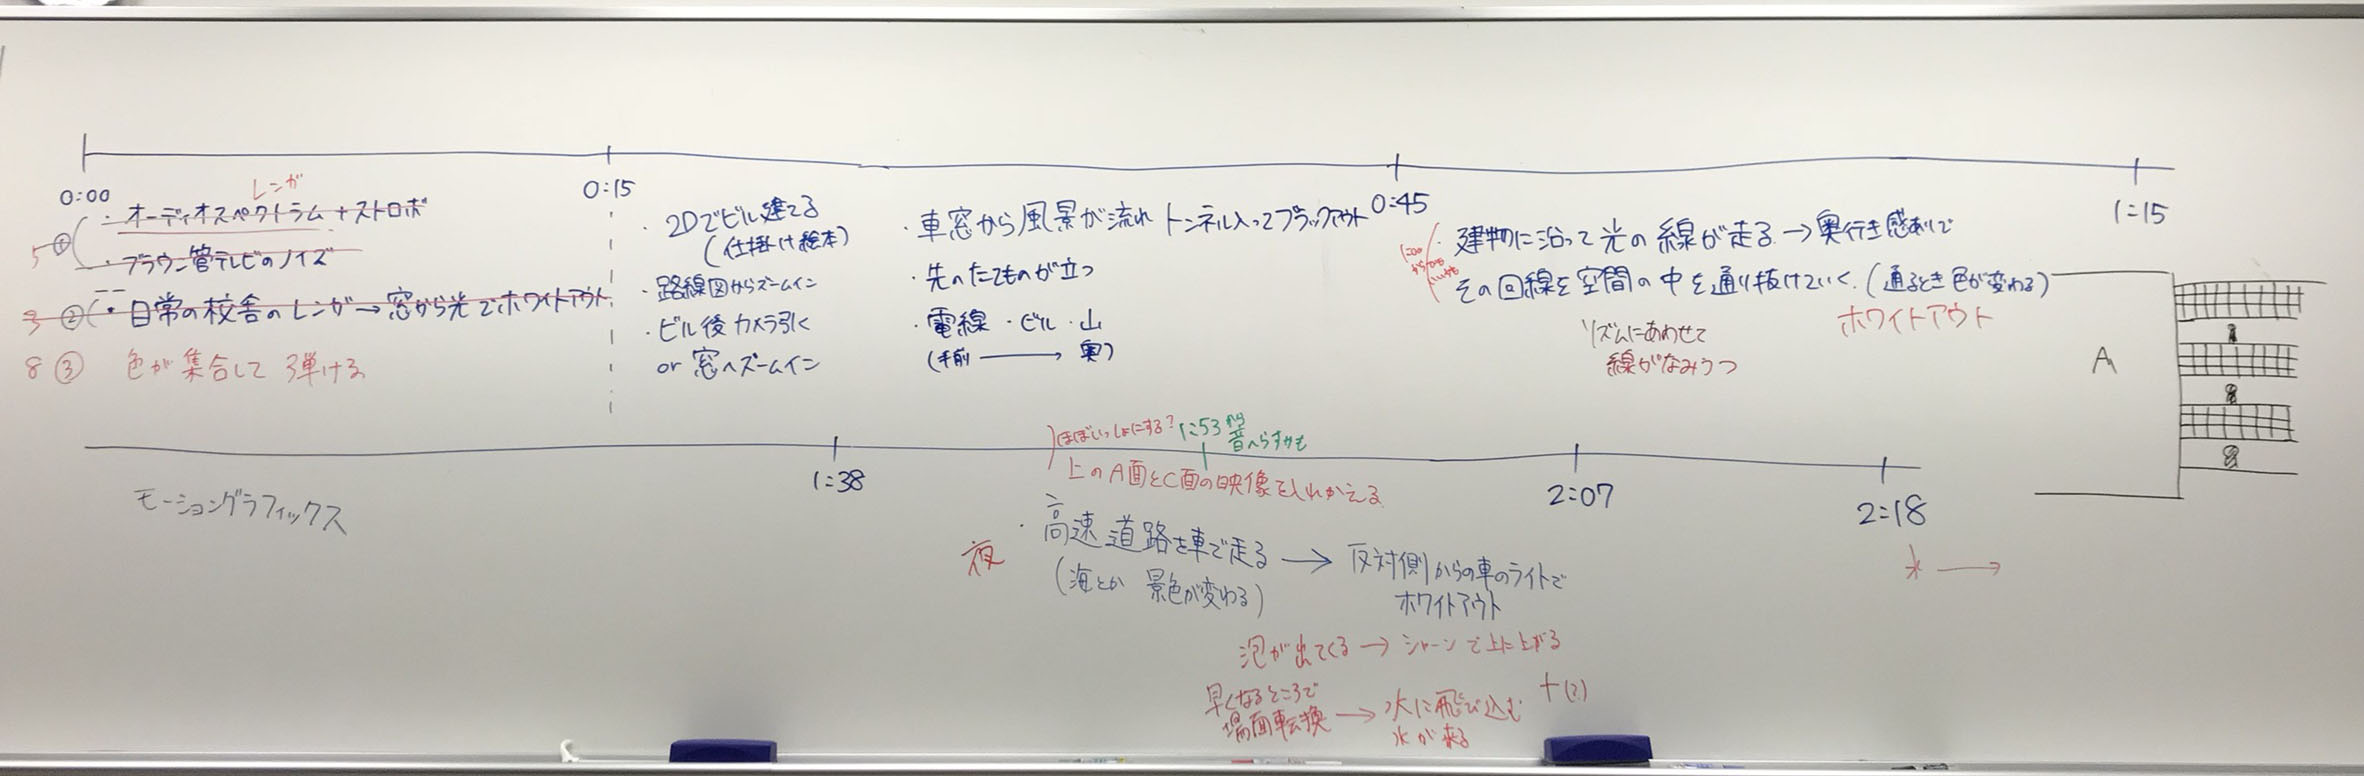 0:00
0:15
0:45
1:15
レンガ
・オーディオスペクトラム+ストロボ
5 ①
・ブラウン管テレビのノイズ
3 ②(・日常の校舎のレンガ→窓から光でホワイトアウト
8 ③ 色が集合して弾ける
・2Dでビル建てる
(仕掛け絵本)
・路線図からズームイン
・ビル後カメラ引く
or 窓へズームイン
・車窓から風景が流れトンネル入ってブラックアウト
・先のたてものが立つ
・電線・ビル・山
(手前→奥)
・建物に沿って光の線が走る→奥行き感ありで
その回線を空間の中を通り抜けていく.(通るとき色が変わる)
リズムにあわせて
線がなみうつ
ホワイトアウト
A
1:38
2:07
2:18
モーショングラフィックス
ほぼいっしょにする?
1:53から
音へらすかも
上のA面とC面の映像を入れかえる
夜
・高速道路を車で走る→反対側からの車のライトで
ホワイトアウト
(海とか 景色が変わる)
泡が出てくる→シャーンで上に上がる
早くなるところで
場面転換→水に飛び込む
水が来る
+(2)
水→